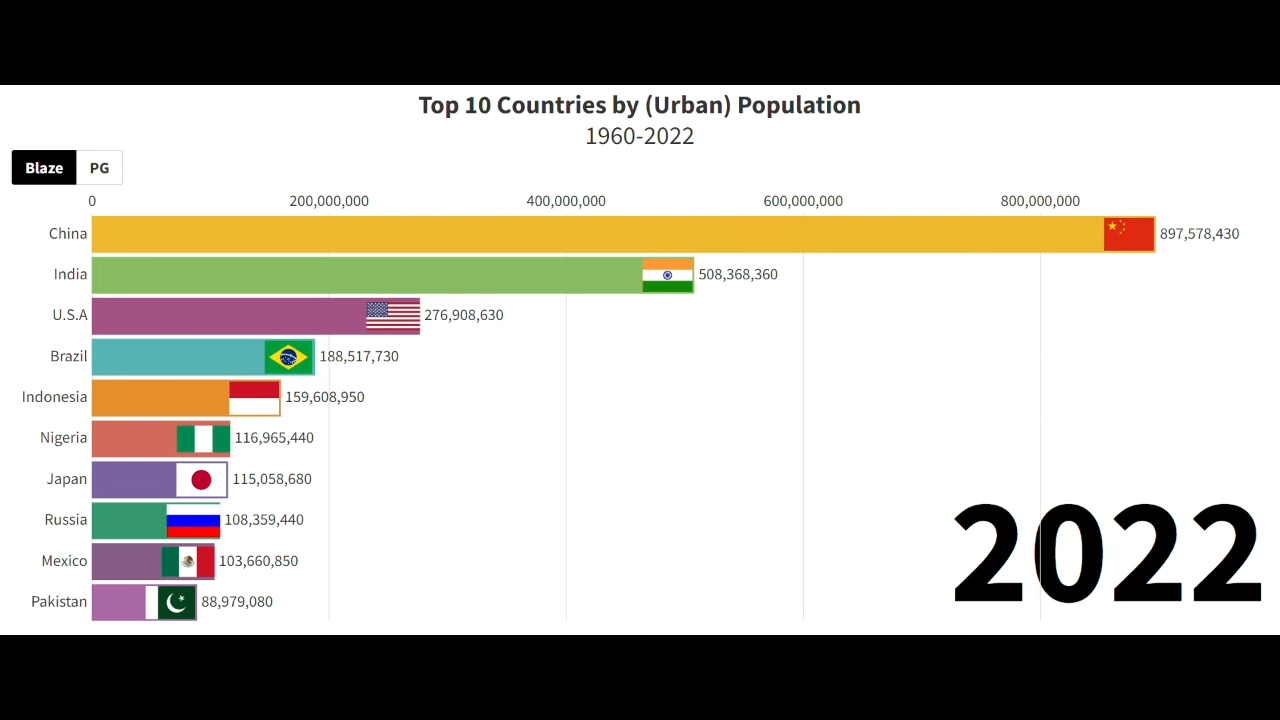 Top 10 Countries by (Urban) Population
1960-2022
Blaze PG
0 200,000,000 400,000,000 600,000,000 800,000,000
China 897,578,430
India 508,368,360
U.S.A 276,908,630
Brazil 188,517,730
Indonesia 159,608,950
Nigeria 116,965,440
Japan 115,058,680
Russia 108,359,440
Mexico 103,660,850
Pakistan 88,979,080
2022